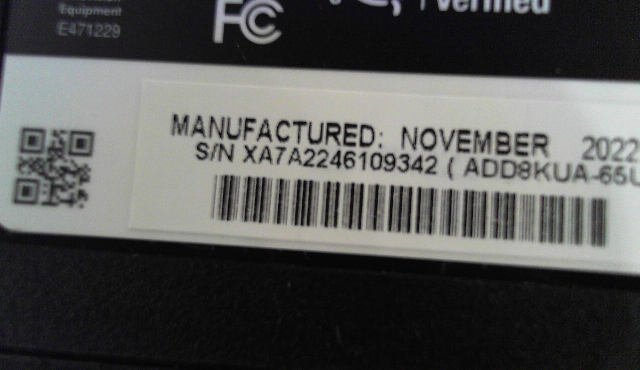 Equipment
E471229
FC
Verified
MANUFACTURED: NOVEMBER 2022
S/N XA7A2246109342 ( ADD8KUA-65U